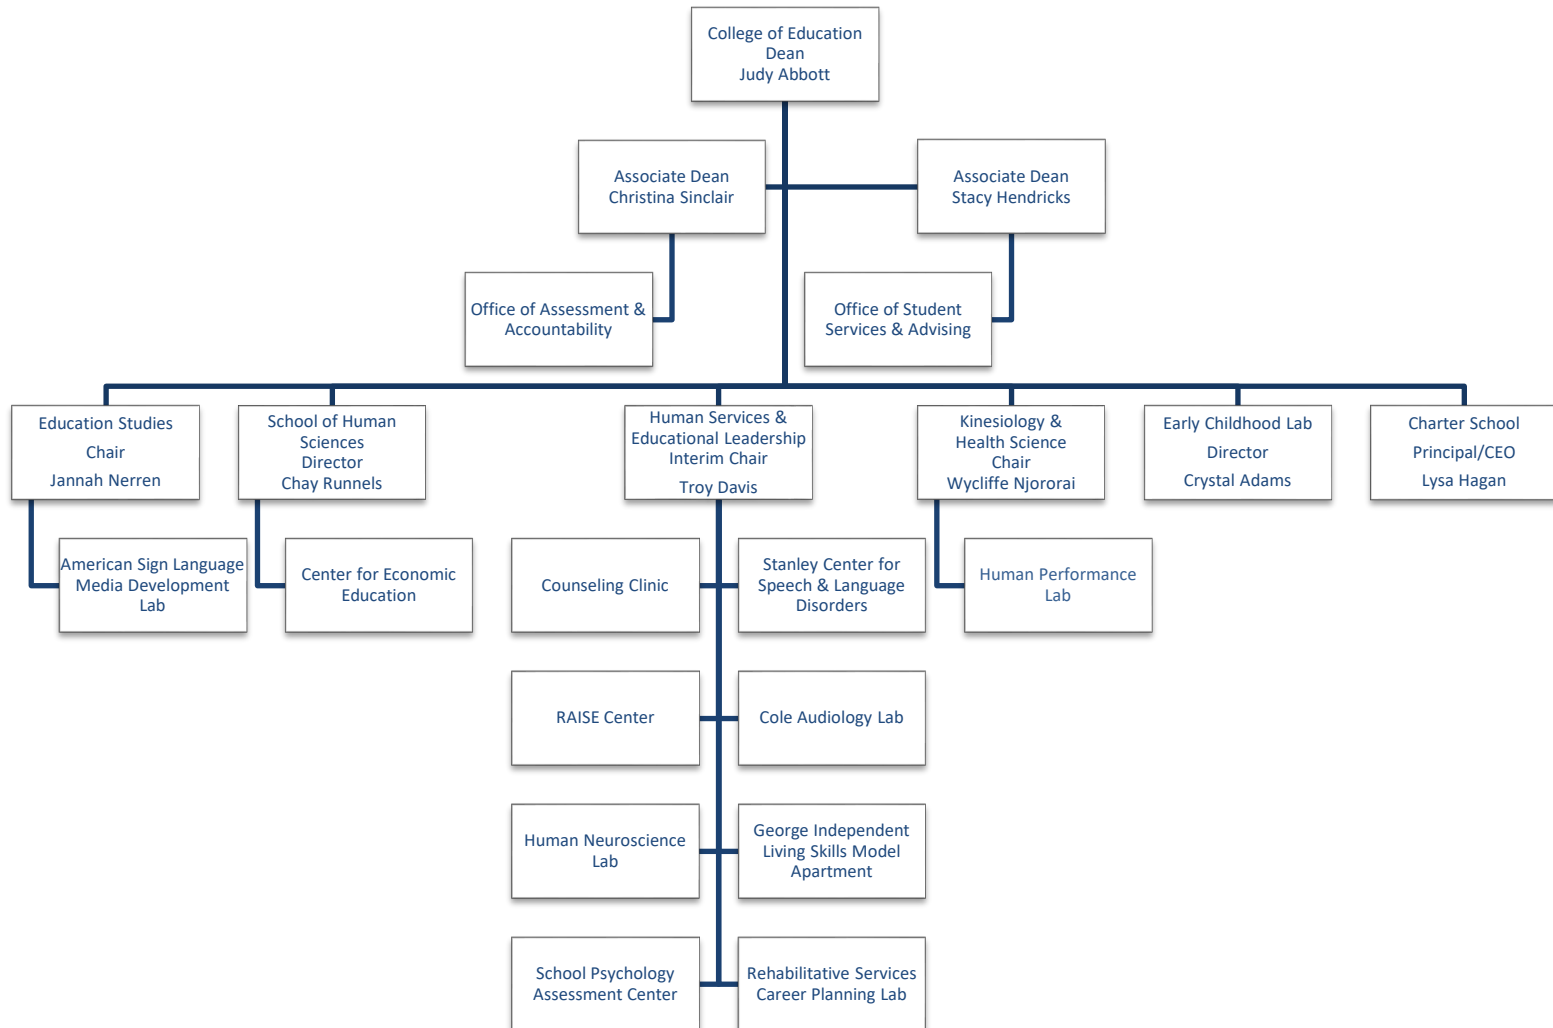 College of Education
Dean
Judy Abbott
Associate Dean
Christina Sinclair
Associate Dean
Stacy Hendricks
Office of Assessment &
Accountability
Office of Student
Services & Advising
Education Studies
Chair
Jannah Nerren
School of Human
Sciences
Director
Chay Runnels
Human Services &
Educational Leadership
Interim Chair
Troy Davis
Kinesiology &
Health Science
Chair
Wycliffe Njororai
Early Childhood Lab
Director
Crystal Adams
Charter School
Principal/CEO
Lysa Hagan
American Sign Language
Media Development
Lab
Center for Economic
Education
Counseling Clinic
Stanley Center for
Speech & Language
Disorders
Human Performance
Lab
RAISE Center
Cole Audiology Lab
Human Neuroscience
Lab
George Independent
Living Skills Model
Apartment
School Psychology
Assessment Center
Rehabilitative Services
Career Planning Lab